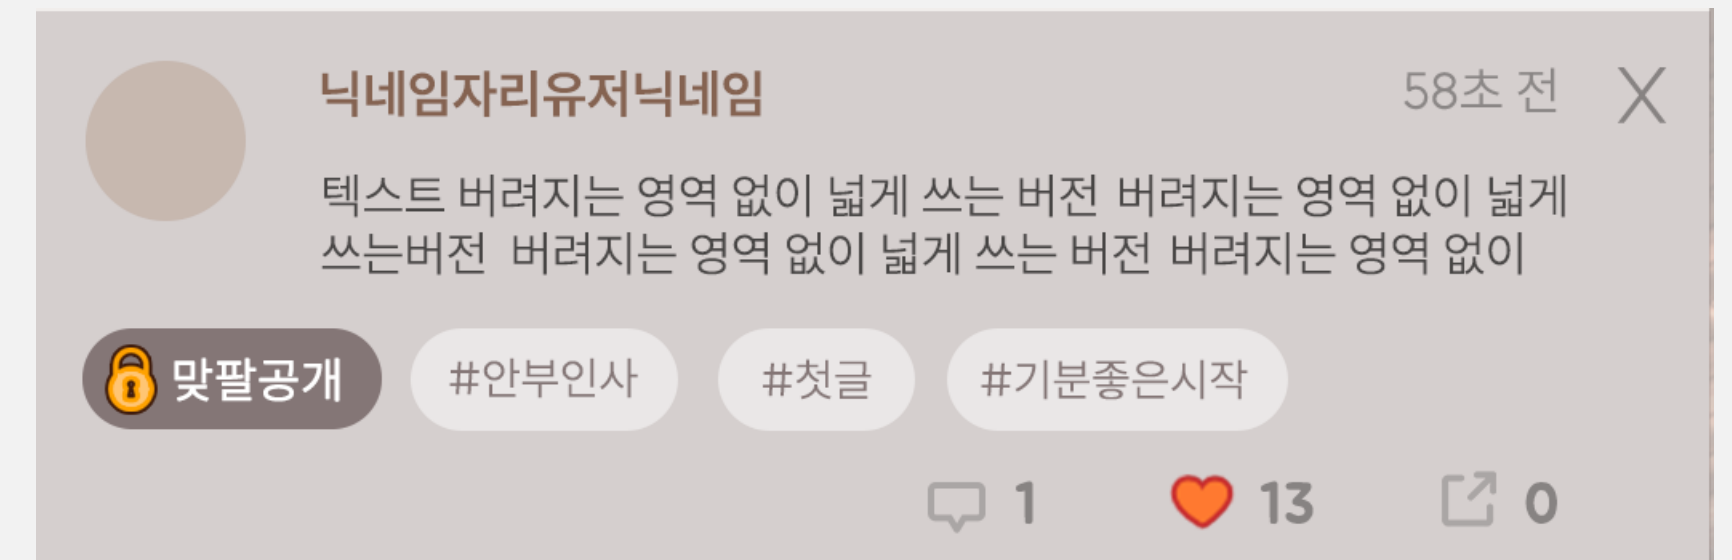 닉네임자리유저닉네임 58초 전 X
텍스트 버려지는 영역 없이 넓게 쓰는 버전 버려지는 영역 없이 넓게
쓰는버전 버려지는 영역 없이 넓게 쓰는 버전 버려지는 영역 없이
맞팔공개 #안부인사 #첫글 #기분좋은시작
1 13 0